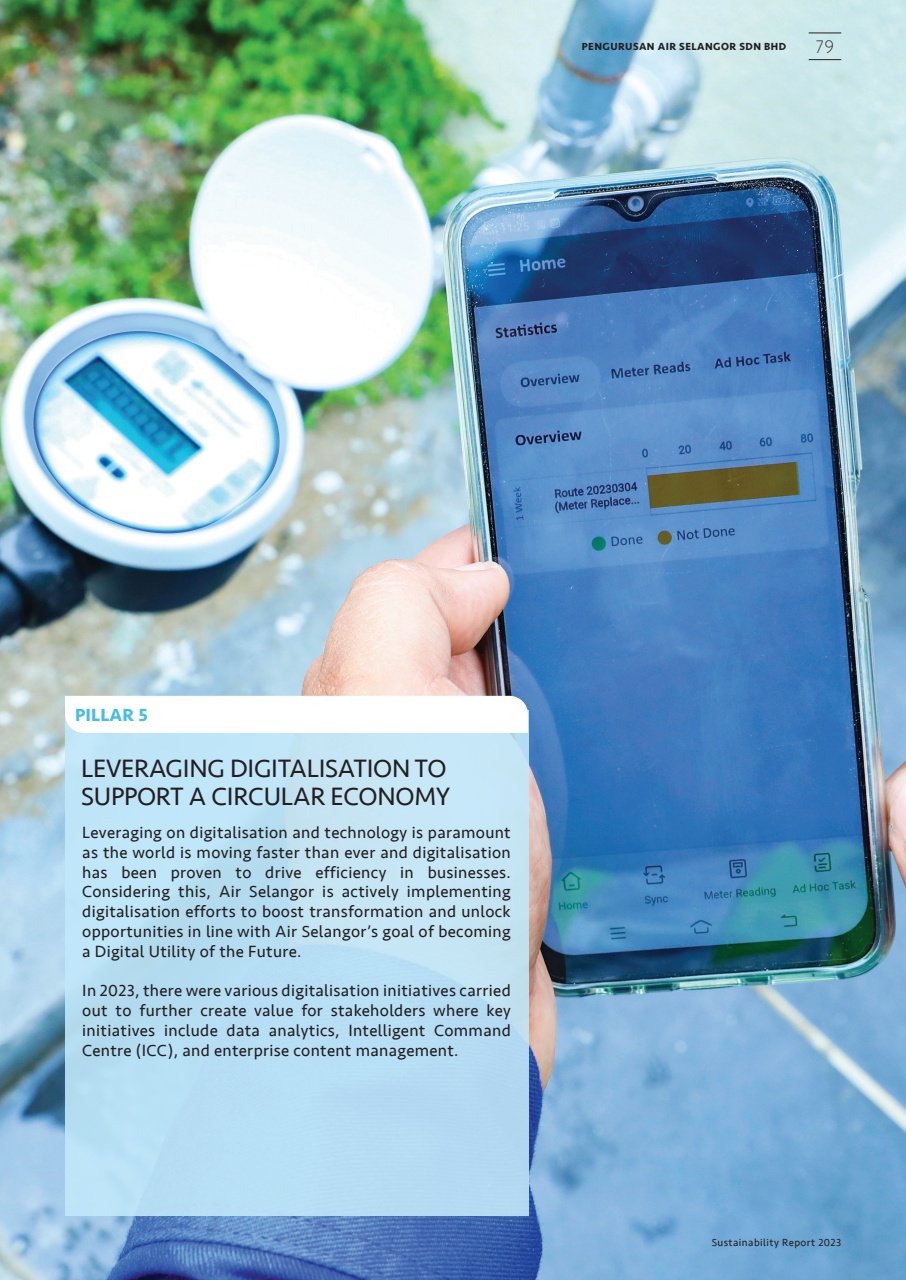 PENGURUSAN AIR SELANGOR SDN BHD 79
Home
Statistics
Overview Meter Reads Ad Hoc Task
Overview
0 20 40 60 80
1 Week
Route 20230304
(Meter Replace...
Done Not Done
Home Sync Meter Reading Ad Hoc Task
PILLAR 5
LEVERAGING DIGITALISATION TO
SUPPORT A CIRCULAR ECONOMY
Leveraging on digitalisation and technology is paramount
as the world is moving faster than ever and digitalisation
has been proven to drive efficiency in businesses.
Considering this, Air Selangor is actively implementing
digitalisation efforts to boost transformation and unlock
opportunities in line with Air Selangor's goal of becoming
a Digital Utility of the Future.
In 2023, there were various digitalisation initiatives carried
out to further create value for stakeholders where key
initiatives include data analytics, Intelligent Command
Centre (ICC), and enterprise content management.
Sustainability Report 2023